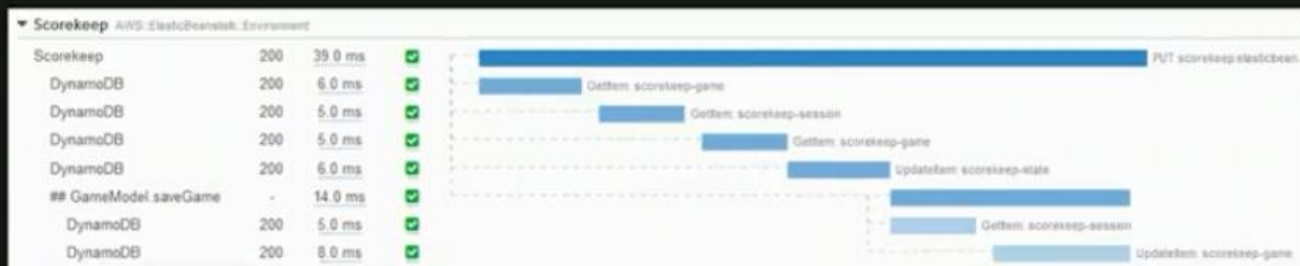 Scorekeep AWS::ElasticBeanstalk::Environment
Scorekeep 200 39.0 ms PUT scorekeep.elasticbean.
DynamoDB 200 6.0 ms GetItem: scorekeep-game
DynamoDB 200 5.0 ms GetItem: scorekeep-session
DynamoDB 200 5.0 ms GetItem: scorekeep-game
DynamoDB 200 6.0 ms UpdateItem: scorekeep-state
## GameModel.saveGame - 14.0 ms
DynamoDB 200 5.0 ms GetItem: scorekeep-session
DynamoDB 200 8.0 ms UpdateItem: scorekeep-game